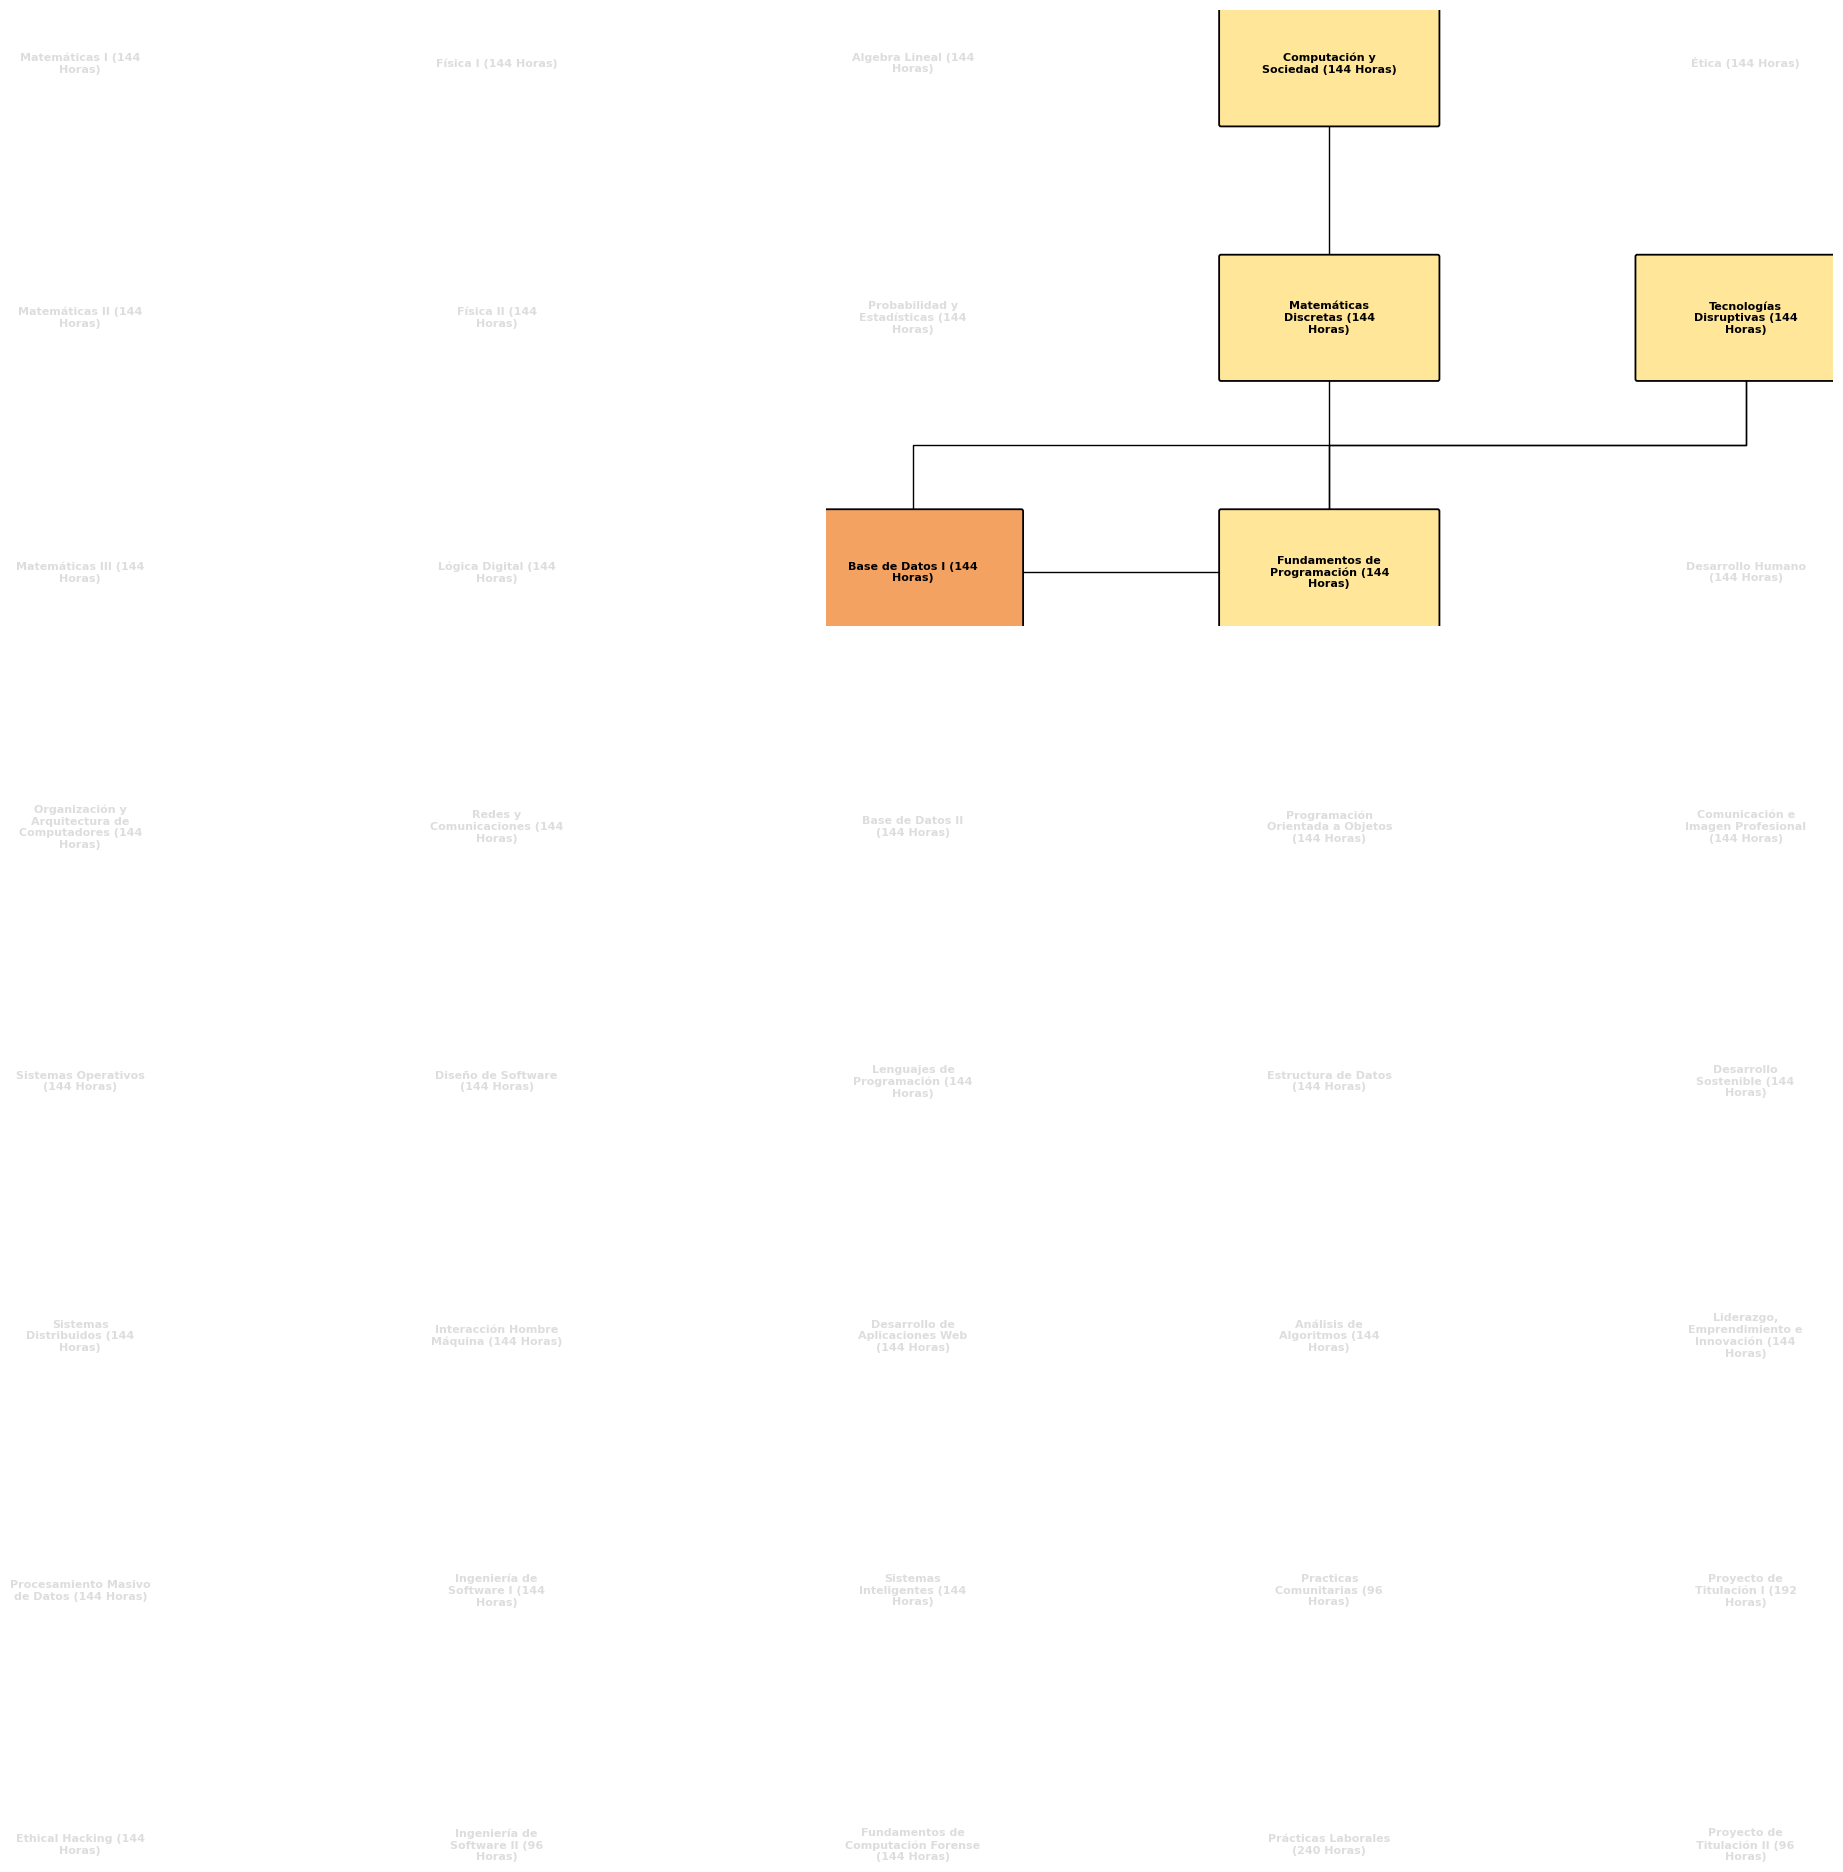 Matemáticas I (144
Horas)
Física I (144 Horas)
Algebra Lineal (144
Horas)
Computación y
Sociedad (144 Horas)
Ética (144 Horas)
Matemáticas II (144
Horas)
Física II (144
Horas)
Probabilidad y
Estadísticas (144
Horas)
Matemáticas
Discretas (144
Horas)
Tecnologías
Disruptivas (144
Horas)
Matemáticas III (144
Horas)
Lógica Digital (144
Horas)
Base de Datos I (144
Horas)
Fundamentos de
Programación (144
Horas)
Desarrollo Humano
(144 Horas)
Organización y
Arquitectura de
Computadores (144
Horas)
Redes y
Comunicaciones (144
Horas)
Base de Datos II
(144 Horas)
Programación
Orientada a Objetos
(144 Horas)
Comunicación e
Imagen Profesional
(144 Horas)
Sistemas Operativos
(144 Horas)
Diseño de Software
(144 Horas)
Lenguajes de
Programación (144
Horas)
Estructura de Datos
(144 Horas)
Desarrollo
Sostenible (144
Horas)
Sistemas
Distribuidos (144
Horas)
Interacción Hombre
Máquina (144 Horas)
Desarrollo de
Aplicaciones Web
(144 Horas)
Análisis de
Algoritmos (144
Horas)
Liderazgo,
Emprendimiento e
Innovación (144
Horas)
Procesamiento Masivo
de Datos (144 Horas)
Ingeniería de
Software I (144
Horas)
Sistemas
Inteligentes (144
Horas)
Practicas
Comunitarias (96
Horas)
Proyecto de
Titulación I (192
Horas)
Ethical Hacking (144
Horas)
Ingeniería de
Software II (96
Horas)
Fundamentos de
Computación Forense
(144 Horas)
Prácticas Laborales
(240 Horas)
Proyecto de
Titulación II (96
Horas)